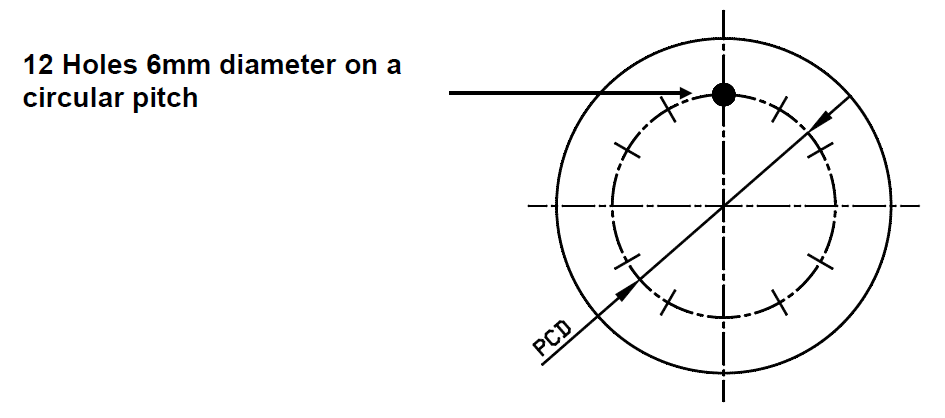 12 Holes 6mm diameter on a
circular pitch
PCD